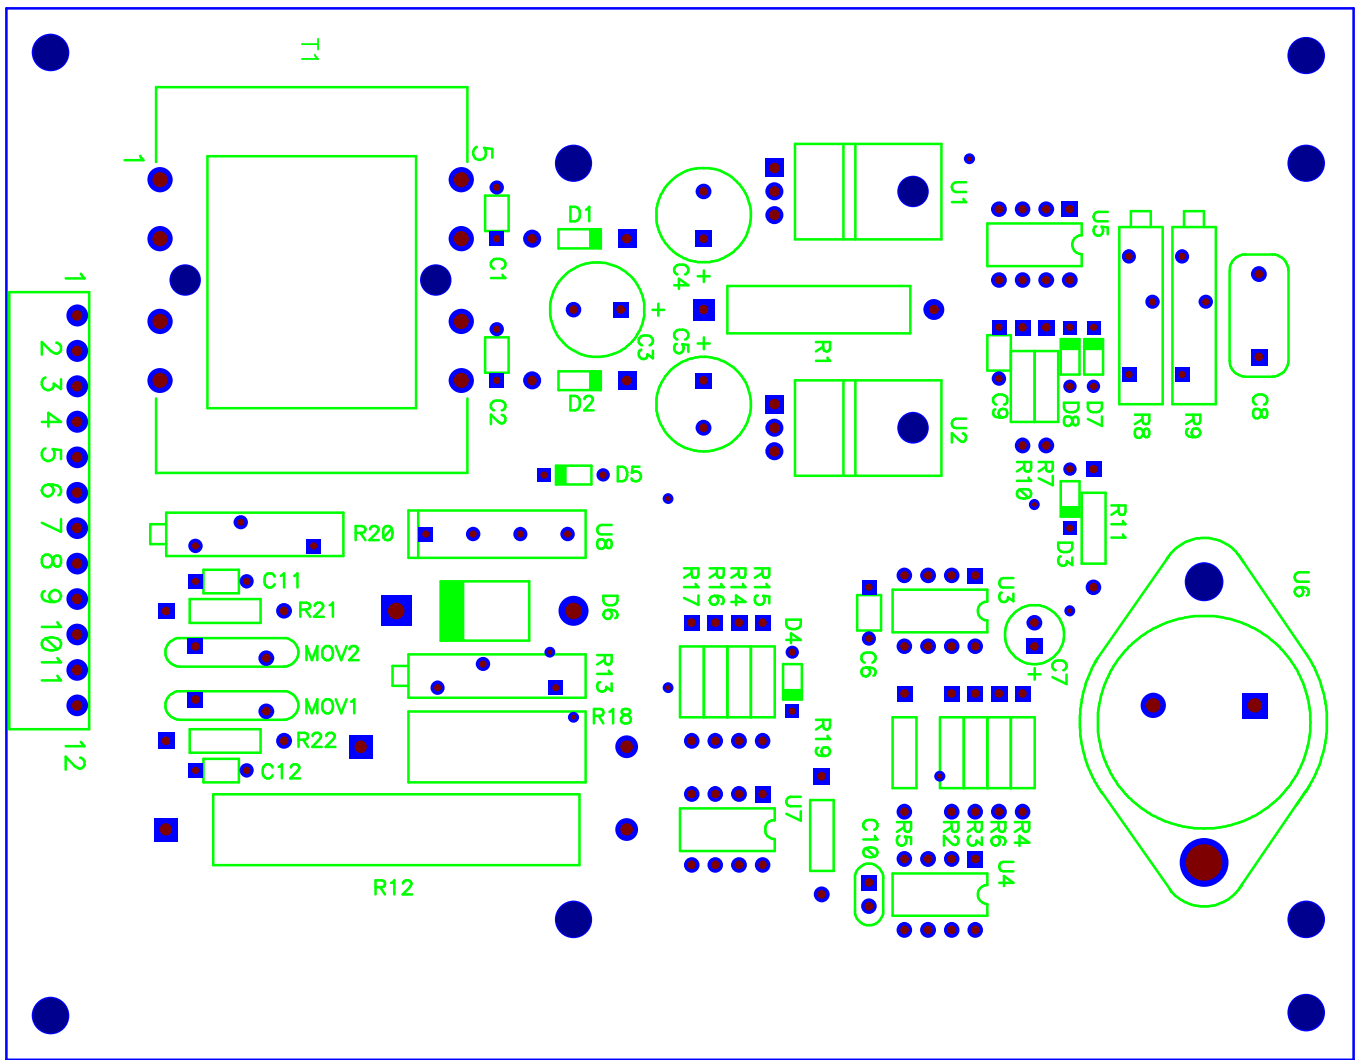 T1
1
5
C1
C2
D1
D2
C3
+
C4
+
C5
+
R1
U1
U2
U5
C9
D8
D7
R10
R7
R8
R9
C8
D5
D3
R11
1
2
3
4
5
6
7
8
9
10
11
12
R20
C11
R21
MOV2
MOV1
R22
C12
U8
D6
R13
R18
R12
R17
R16
R14
R15
D4
R19
U7
C6
U3
C7
+
U6
R5
R2
R3
R6
R4
C10
U4